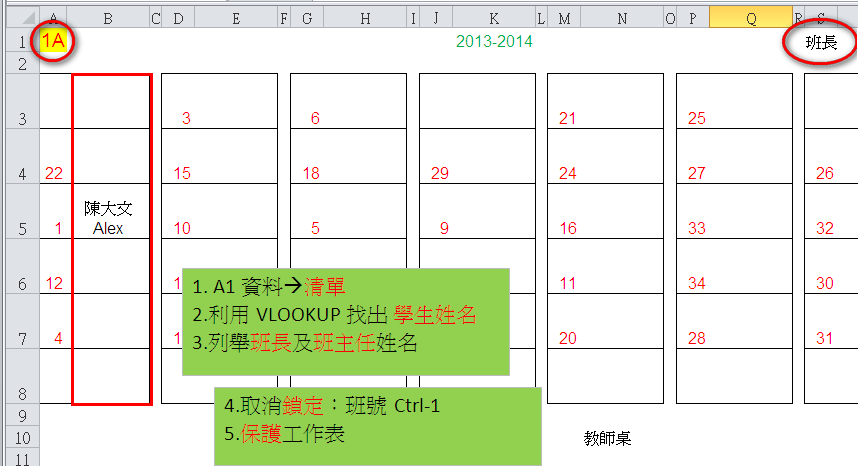 A B C D E F G H I J K L M N O P Q R S
1 1A 2013-2014 班長
2
3 3 6 21 25
4 22 15 18 29 24 27 26
陳大文
5 1 Alex 10 5 9 16 33 32
6 12 1 11 34 30
7 4 1 20 28 31
8
9
10 教師桌
11
1. A1 資料→清單
2.利用 VLOOKUP 找出 學生姓名
3.列舉班長及班主任姓名
4.取消鎖定：班號 Ctrl-1
5.保護工作表